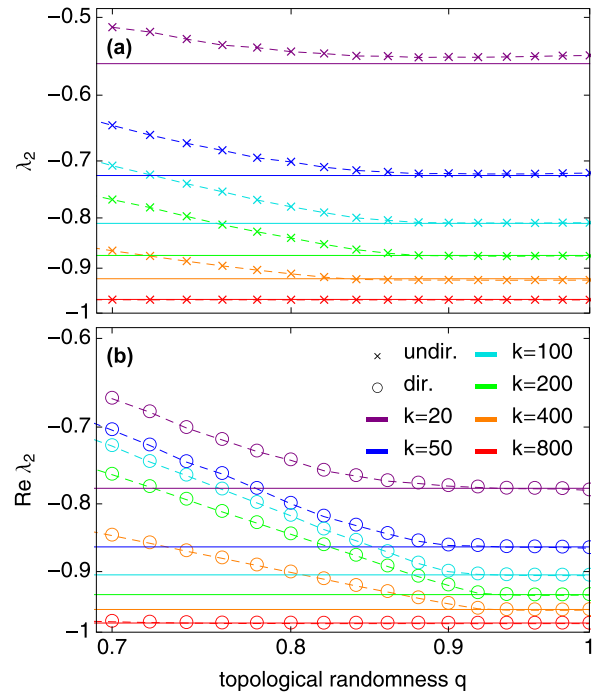 −0.5
(a)
−0.6
−0.7
−0.8
−0.9
−1
λ2
−0.6
(b)
× undir.
○ dir.
k=20
k=50
k=100
k=200
k=400
k=800
−0.7
−0.8
−0.9
−1
Re λ2
0.7 0.8 0.9 1
topological randomness q